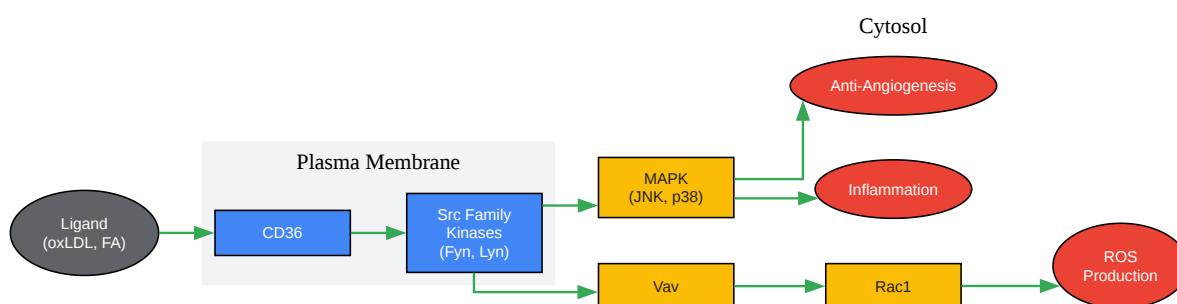 Cytosol
Anti-Angiogenesis
Plasma Membrane
MAPK
(JNK, p38)
Inflammation
Ligand
(oxLDL, FA)
CD36
Src Family
Kinases
(Fyn, Lyn)
Vav
Rac1
ROS
Production